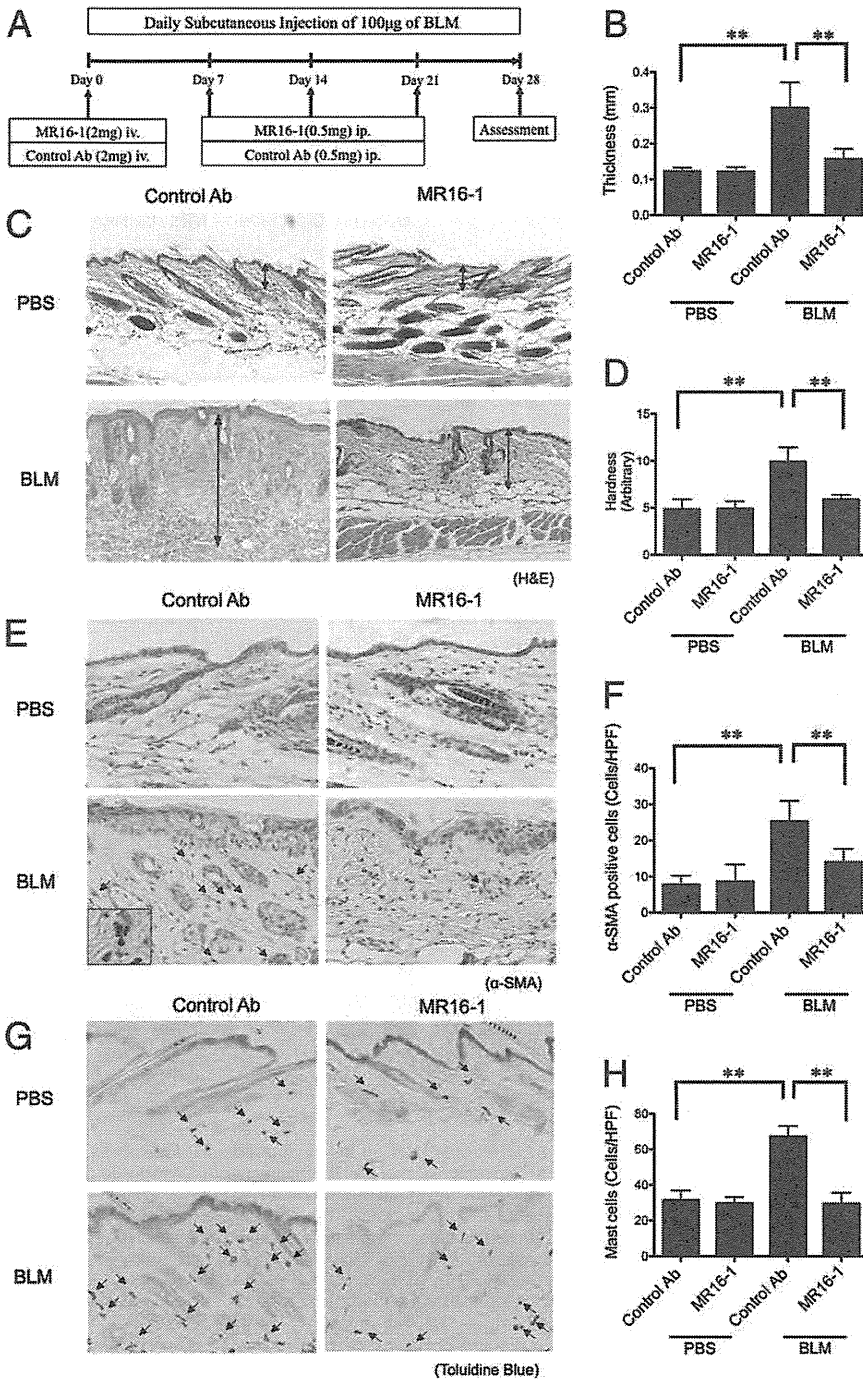 A
Daily Subcutaneous Injection of 100µg of BLM
Day 0
Day 7
Day 14
Day 21
Day 28
MR16-1(2mg) iv.
Control Ab (2mg) iv.
MR16-1(0.5mg) ip.
Control Ab (0.5mg) ip.
Assessment
B
**
**
Thickness (mm)
0.4
0.3
0.2
0.1
0.0
Control Ab
MR16-1
Control Ab
MR16-1
PBS
BLM
C
Control Ab
MR16-1
PBS
BLM
(H&E)
D
**
**
Hardness
(Arbitrary)
15
10
5
0
Control Ab
MR16-1
Control Ab
MR16-1
PBS
BLM
E
Control Ab
MR16-1
PBS
BLM
(α-SMA)
F
**
**
α-SMA positive cells (Cells/HPF)
40
30
20
10
0
Control Ab
MR16-1
Control Ab
MR16-1
PBS
BLM
G
Control Ab
MR16-1
PBS
BLM
(Toluidine Blue)
H
**
**
Mast cells (Cells/HPF)
80
60
40
20
0
Control Ab
MR16-1
Control Ab
MR16-1
PBS
BLM